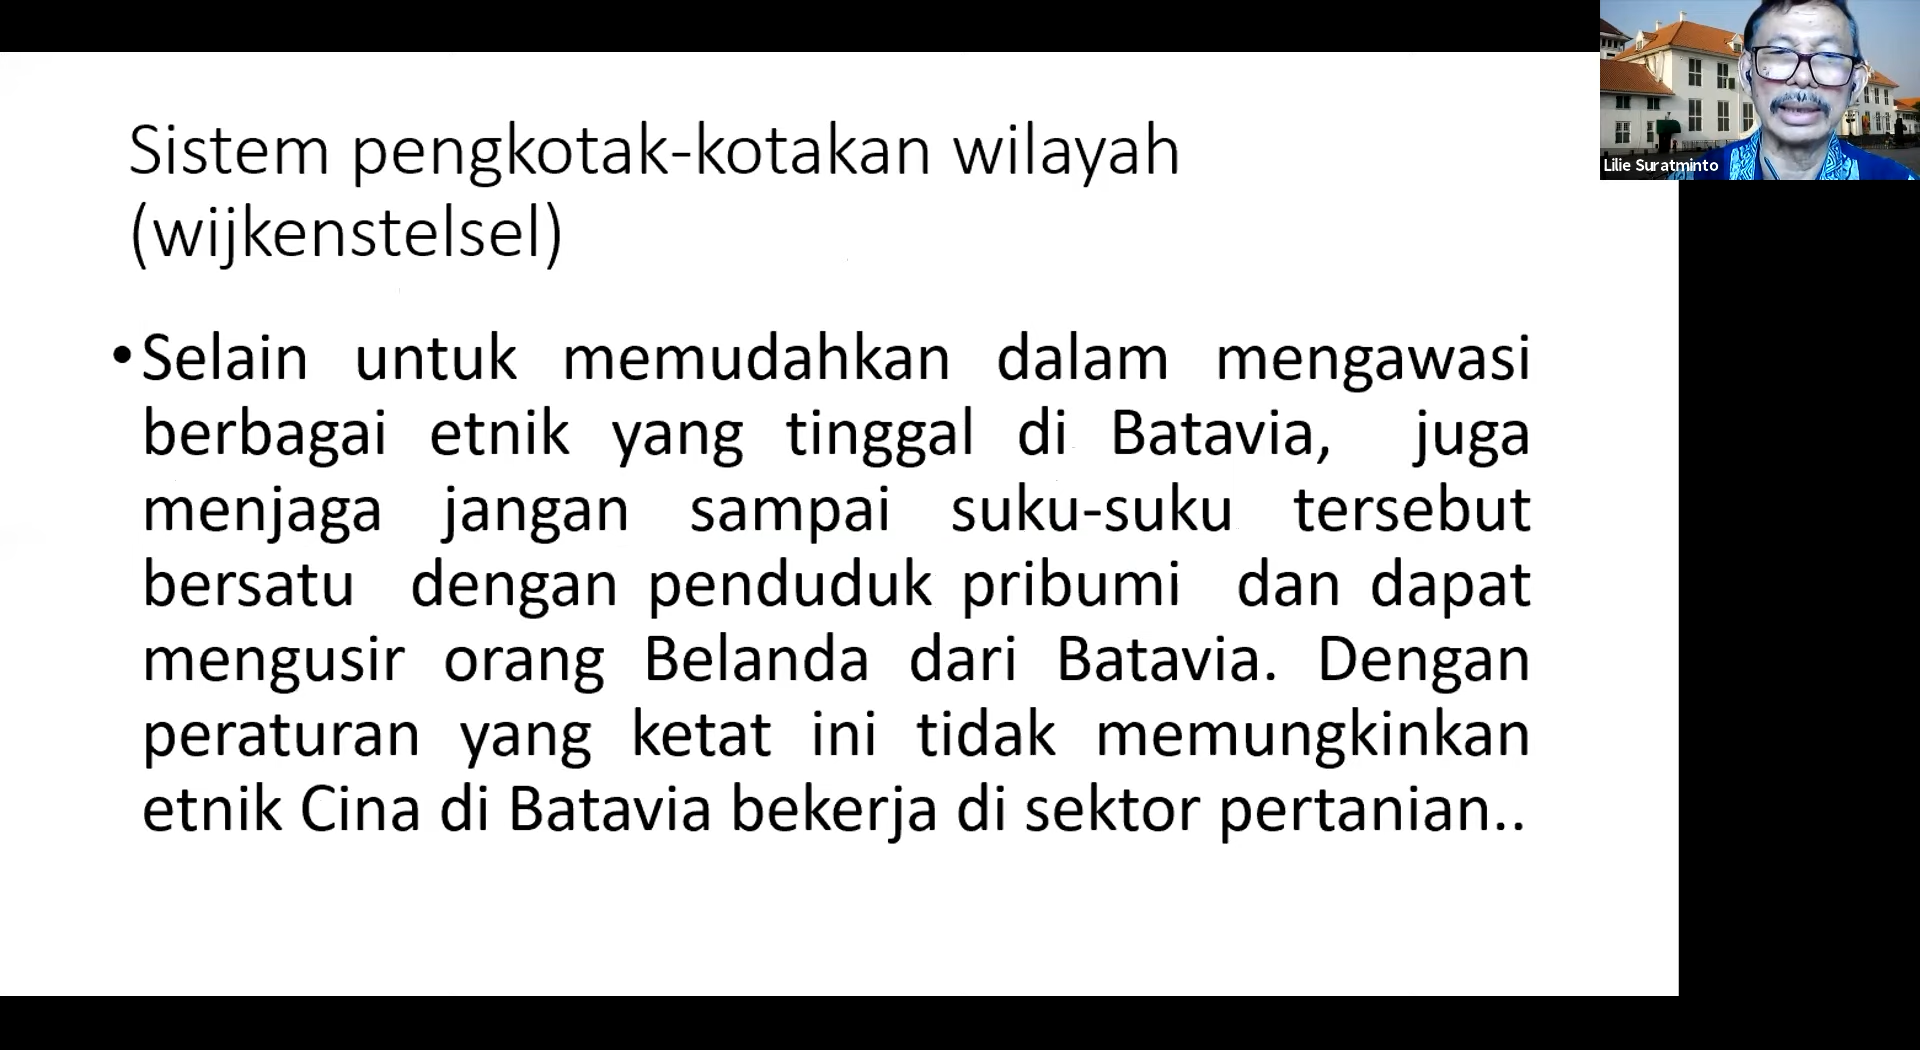 Sistem pengkotak-kotakan wilayah
(wijkenstelsel)
•Selain untuk memudahkan dalam mengawasi
berbagai etnik yang tinggal di Batavia, juga
menjaga jangan sampai suku-suku tersebut
bersatu dengan penduduk pribumi dan dapat
mengusir orang Belanda dari Batavia. Dengan
peraturan yang ketat ini tidak memungkinkan
etnik Cina di Batavia bekerja di sektor pertanian..
Lilie Suratminto